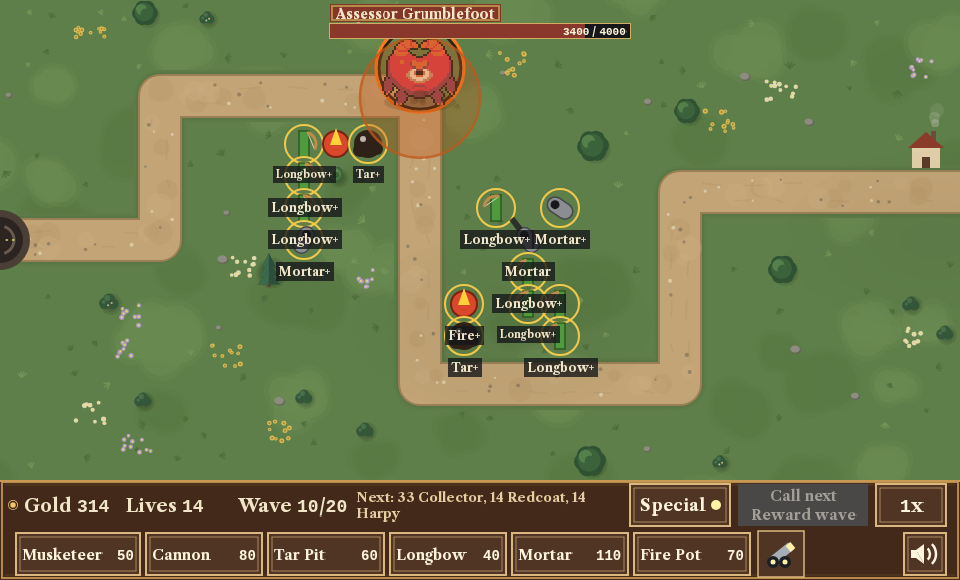 Assessor Grumblefoot
3400 / 4000
Longbow+
Tar+
Longbow+
Longbow+
Mortar+
Longbow+
Mortar+
Mortar
Longbow+
Fire+
Longbow+
Tar+
Longbow+
Gold 314
Lives 14
Wave 10/20
Next: 33 Collector, 14 Redcoat, 14
Harpy
Special
Call next
Reward wave
1x
Musketeer 50
Cannon 80
Tar Pit 60
Longbow 40
Mortar 110
Fire Pot 70